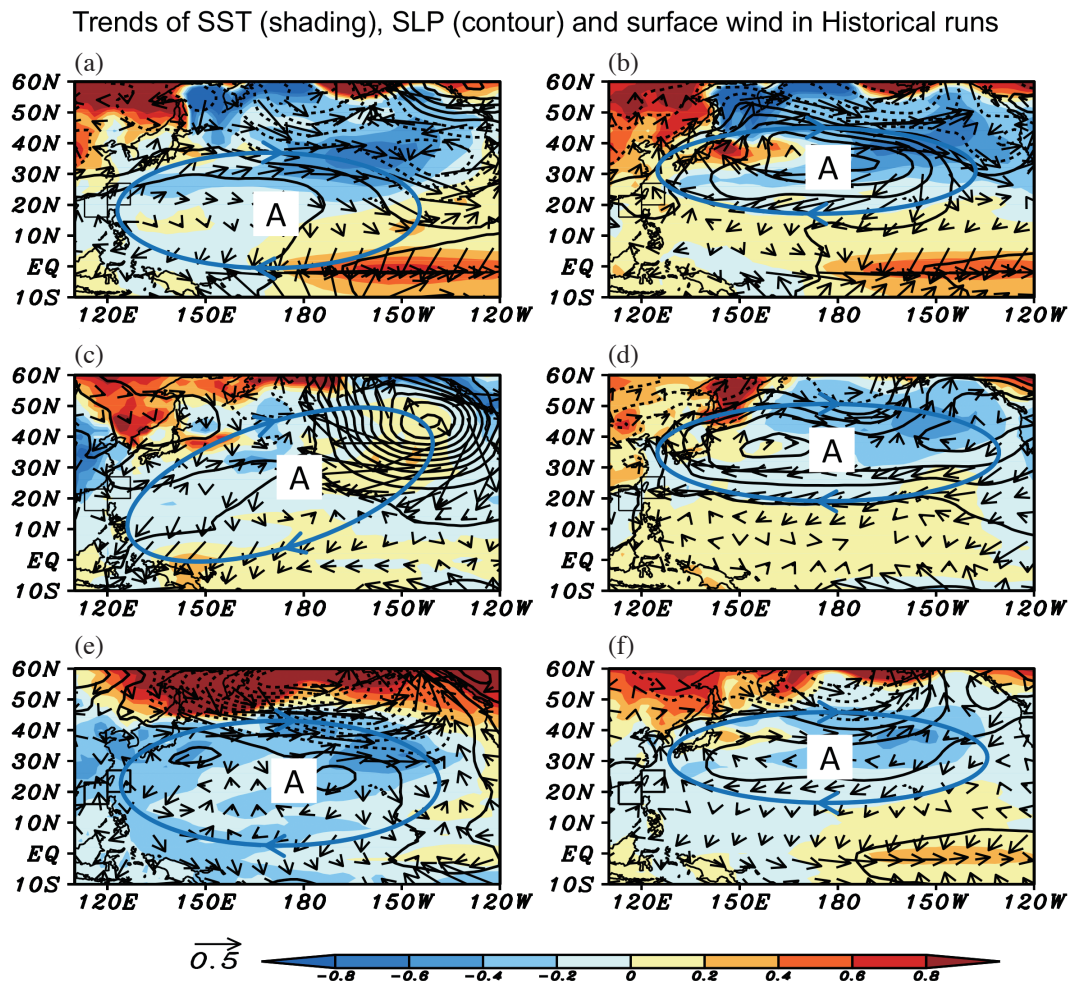 Trends of SST (shading), SLP (contour) and surface wind in Historical runs
(a) (b)
60N 60N
50N 50N
40N 40N
30N A 30N A
20N 20N
10N 10N
EQ EQ
10S 10S
120E 150E 180 150W 120W 120E 150E 180 150W 120W
(c) (d)
60N 60N
50N 50N
40N 40N
30N A 30N A
20N 20N
10N 10N
EQ EQ
10S 10S
120E 150E 180 150W 120W 120E 150E 180 150W 120W
(e) (f)
60N 60N
50N 50N
40N 40N
30N A 30N A
20N 20N
10N 10N
EQ EQ
10S 10S
120E 150E 180 150W 120W 120E 150E 180 150W 120W
0.5 -0.8 -0.6 -0.4 -0.2 0 0.2 0.4 0.6 0.8